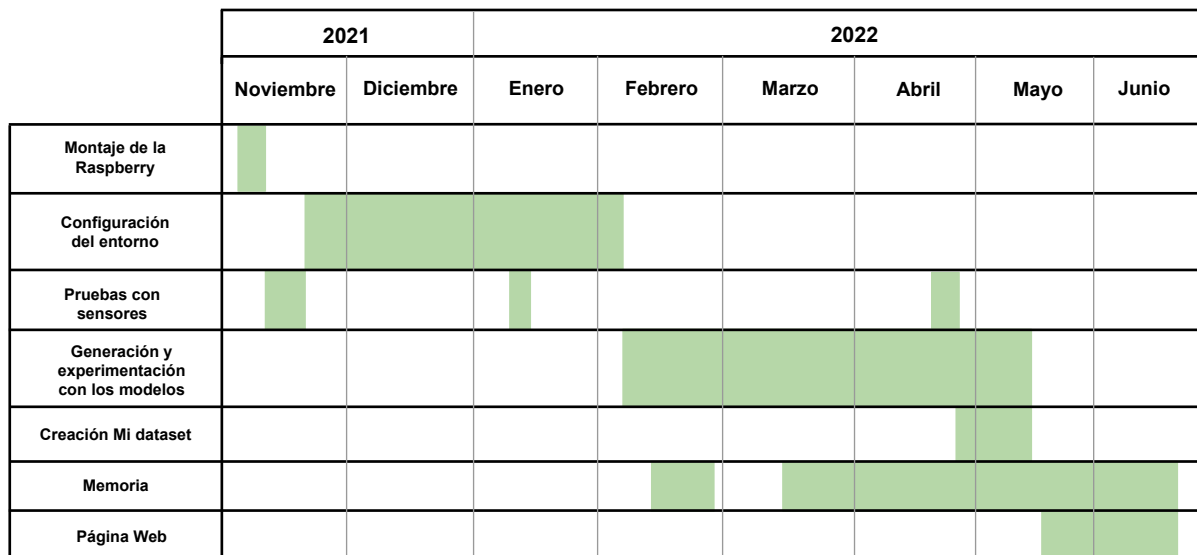 2021
2022
Noviembre
Diciembre
Enero
Febrero
Marzo
Abril
Mayo
Junio
Montaje de la
Raspberry
Configuración
del entorno
Pruebas con
sensores
Generación y
experimentación
con los modelos
Creación Mi dataset
Memoria
Página Web